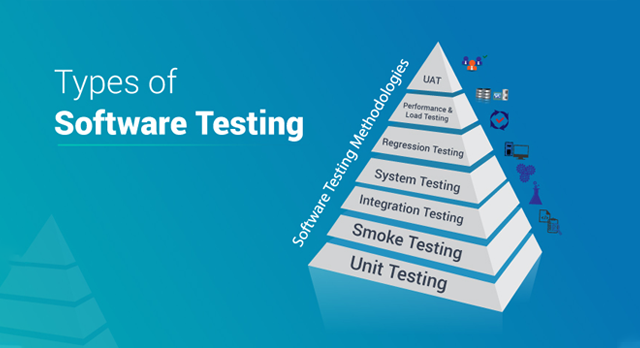 Types of
Software Testing
Software Testing Methodologies
UAT
Performance &
Load Testing
Regression Testing
System Testing
Integration Testing
Smoke Testing
Unit Testing